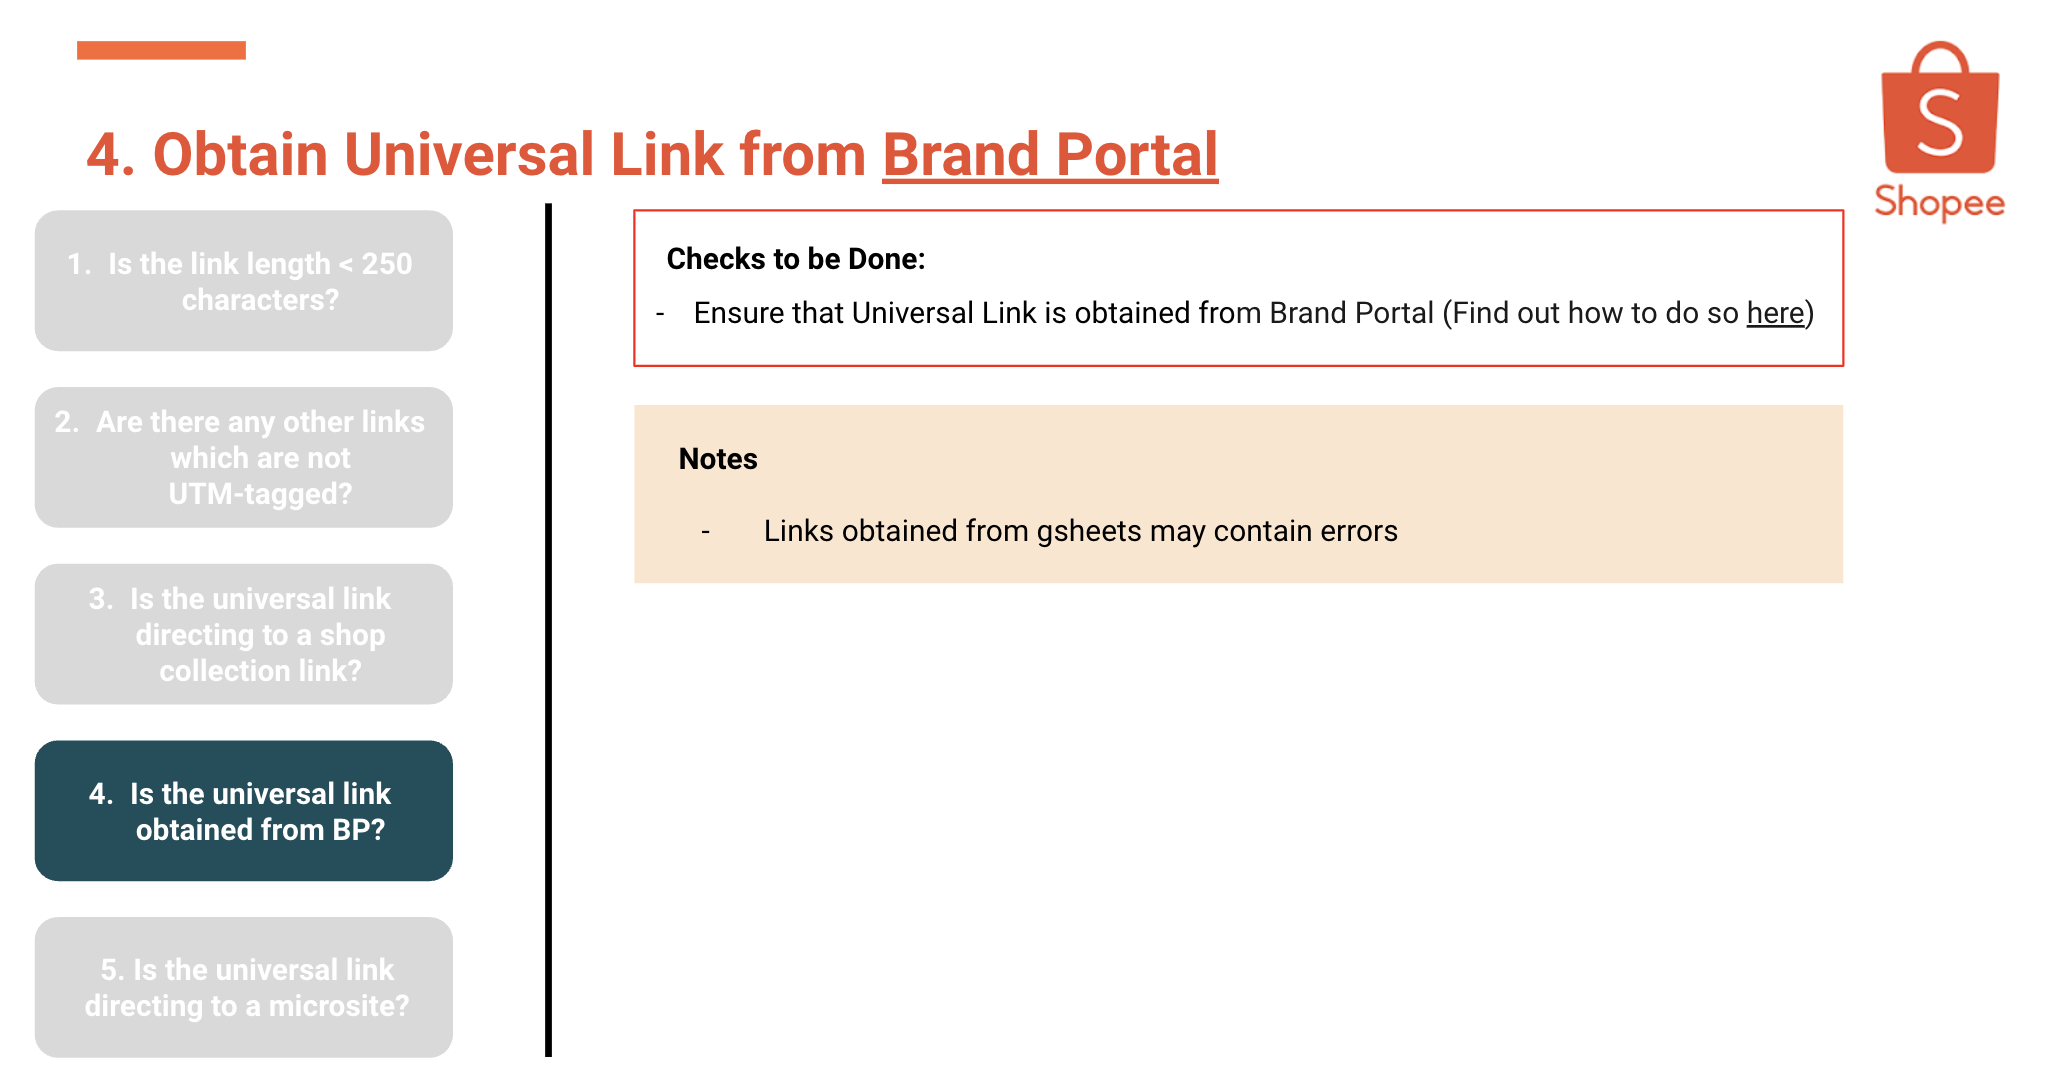 4. Obtain Universal Link from Brand Portal
S
Shopee
1. Is the link length < 250
characters?
2. Are there any other links
which are not
UTM-tagged?
3. Is the universal link
directing to a shop
collection link?
4. Is the universal link
obtained from BP?
5. Is the universal link
directing to a microsite?
Checks to be Done:
- Ensure that Universal Link is obtained from Brand Portal (Find out how to do so here)
Notes
- Links obtained from gsheets may contain errors